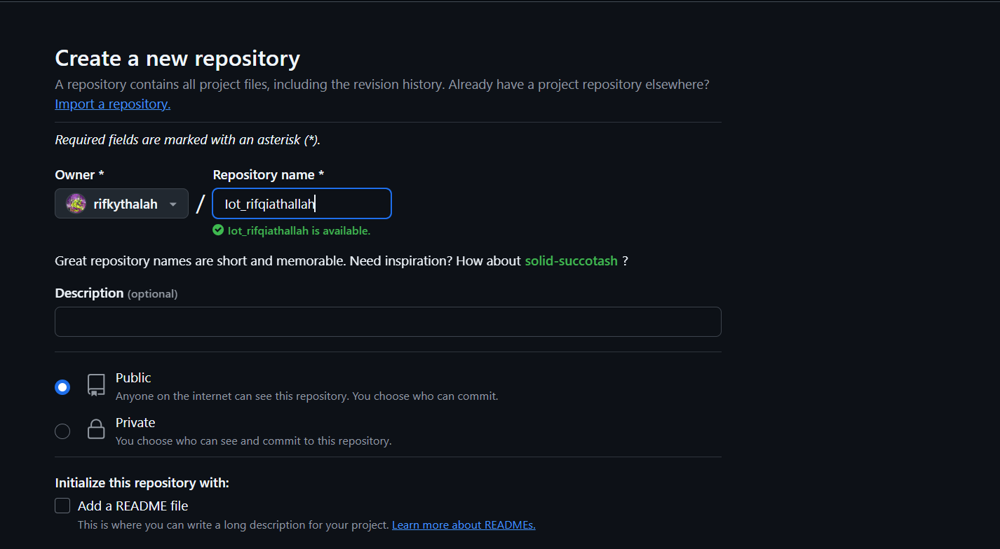 Create a new repository
A repository contains all project files, including the revision history. Already have a project repository elsewhere?
Import a repository.
Required fields are marked with an asterisk (*).
Owner *
Repository name *
rifkythalah
/
Iot_rifqiathallah
Iot_rifqiathallah is available.
Great repository names are short and memorable. Need inspiration? How about solid-succotash ?
Description (optional)
Public
Anyone on the internet can see this repository. You choose who can commit.
Private
You choose who can see and commit to this repository.
Initialize this repository with:
Add a README file
This is where you can write a long description for your project. Learn more about READMEs.